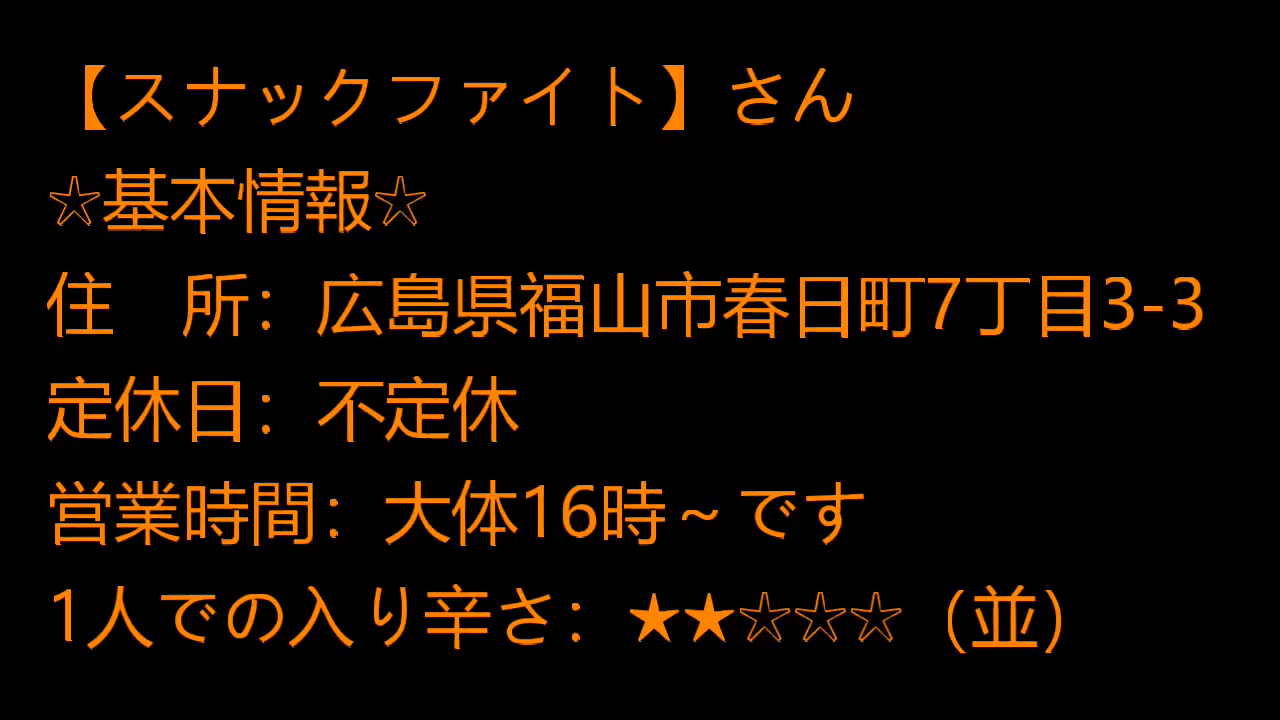 【スナックファイト】さん
☆基本情報☆
住　所：広島県福山市春日町7丁目3-3
定休日：不定休
営業時間：大体16時～です
1人での入り辛さ：★★☆☆☆（並）